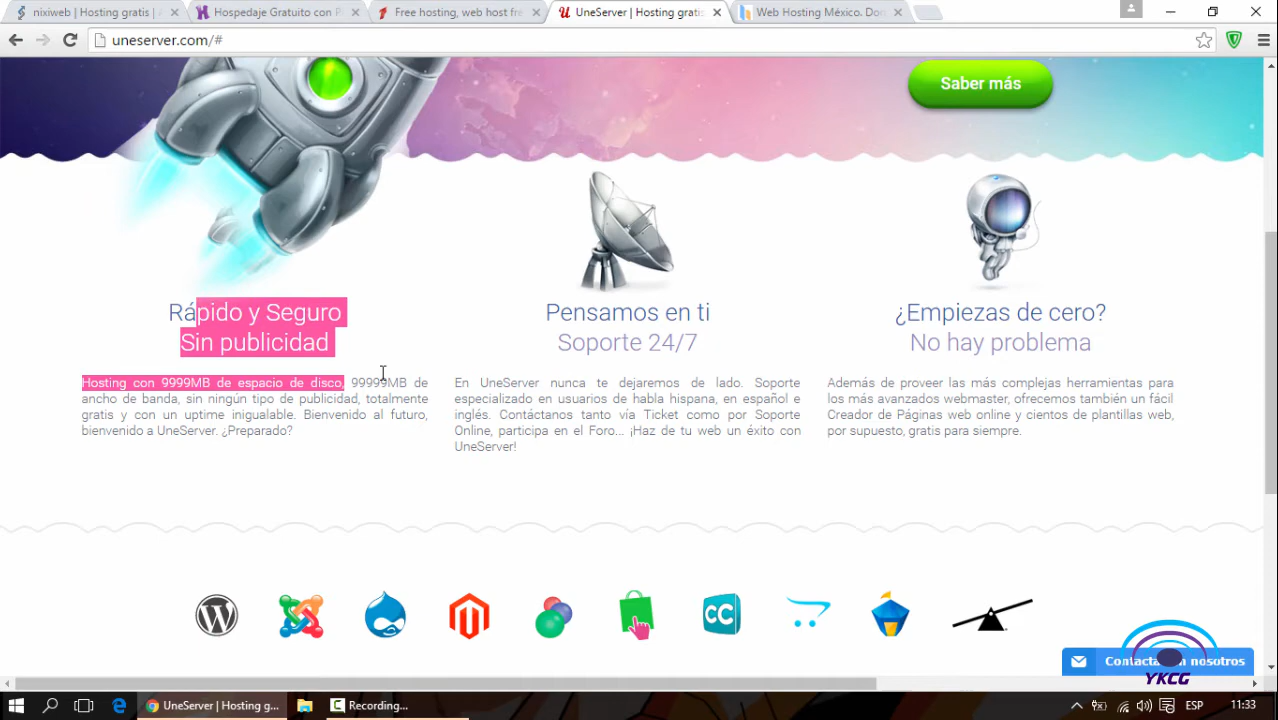 nixiweb | Hosting gratis |
Hospedaje Gratuito con P
Free hosting, web host fre
UneServer | Hosting gratis
Web Hosting México. Don
uneserver.com/#
Saber más
Rápido y Seguro
Sin publicidad
Hosting con 9999MB de espacio de disco, 99999MB de
ancho de banda, sin ningún tipo de publicidad, totalmente
gratis y con un uptime inigualable. Bienvenido al futuro,
bienvenido a UneServer. ¿Preparado?
Pensamos en ti
Soporte 24/7
En UneServer nunca te dejaremos de lado. Soporte
especializado en usuarios de habla hispana, en español e
inglés. Contáctanos tanto vía Ticket como por Soporte
Online, participa en el Foro... ¡Haz de tu web un éxito con
UneServer!
¿Empiezas de cero?
No hay problema
Además de proveer las más complejas herramientas para
los más avanzados webmaster, ofrecemos también un fácil
Creador de Páginas web online y cientos de plantillas web,
por supuesto, gratis para siempre.
CC
nosotros
YKCG
UneServer | Hosting g...
Recording...
ESP
11:33